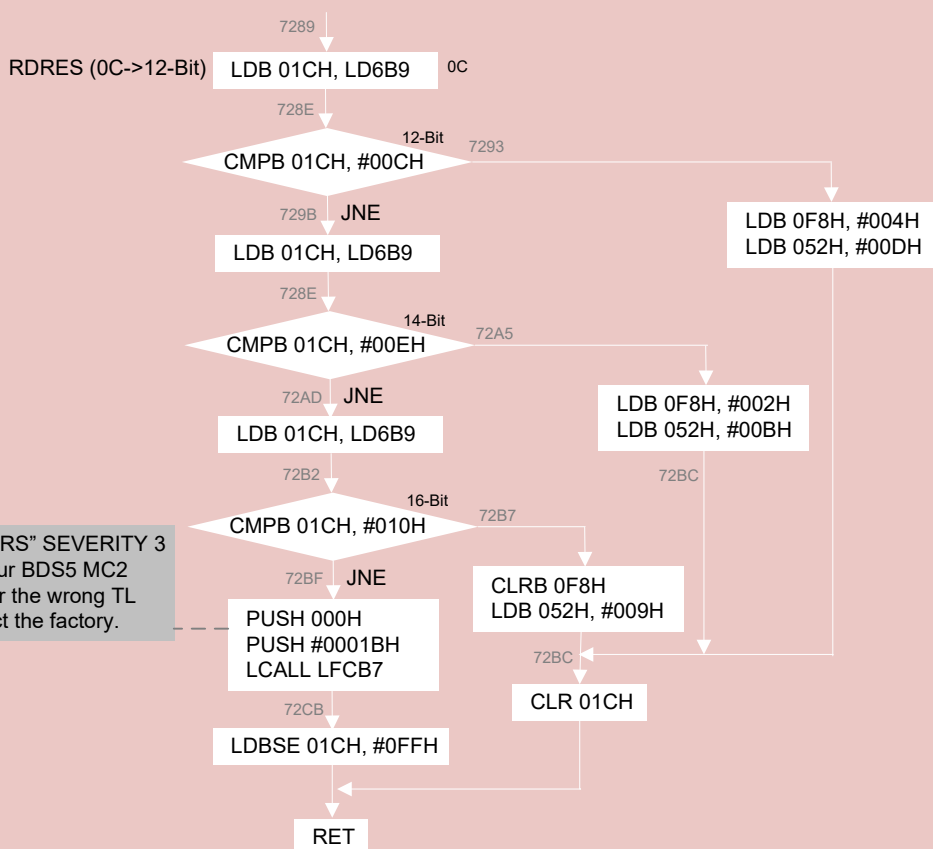 7289
RDRES (0C->12-Bit)
LDB 01CH, LD6B9
0C
728E
12-Bit
CMPB 01CH, #00CH
7293
729B
JNE
LDB 0F8H, #004H
LDB 052H, #00DH
LDB 01CH, LD6B9
728E
14-Bit
CMPB 01CH, #00EH
72A5
72AD
JNE
LDB 0F8H, #002H
LDB 052H, #00BH
LDB 01CH, LD6B9
72B2
72BC
16-Bit
CMPB 01CH, #010H
72B7
RS” SEVERITY 3
ur BDS5 MC2
r the wrong TL
ct the factory.
72BF
JNE
CLRB 0F8H
LDB 052H, #009H
PUSH 000H
PUSH #0001BH
LCALL LFCB7
72BC
72CB
CLR 01CH
LDBSE 01CH, #0FFH
RET